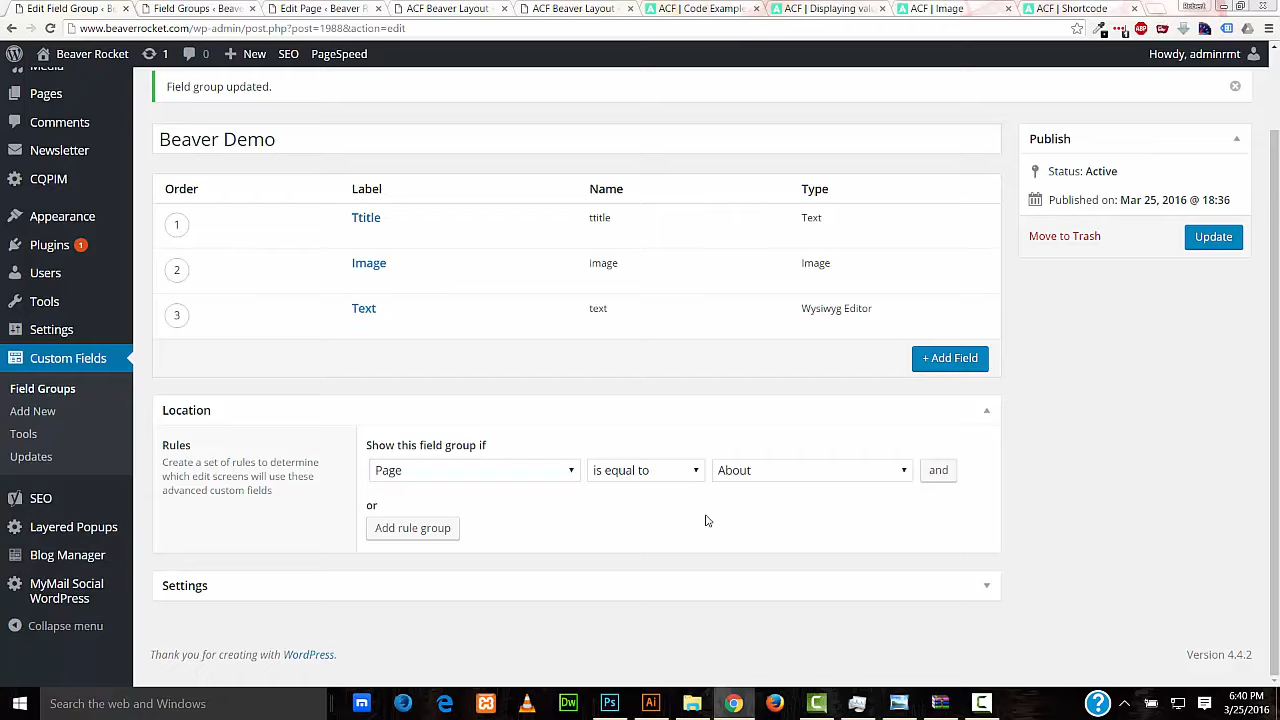 Edit Field Group ‹ Be
Field Groups ‹ Beave
Edit Page ‹ Beaver R
ACF Beaver Layout
ACF Beaver Layout
ACF | Code Example
ACF | Displaying valu
ACF | Image
ACF | Shortcode
www.beaverrocket.com/wp-admin/post.php?post=1988&action=edit
Beaver Rocket
1
0
New
SEO
PageSpeed
Howdy, adminrmt
Media
Pages
Comments
Newsletter
CQPIM
Appearance
Plugins 1
Users
Tools
Settings
Custom Fields
Field Groups
Add New
Tools
Updates
SEO
Layered Popups
Blog Manager
MyMail Social
WordPress
Collapse menu
Field group updated.
Beaver Demo
Order Label Name Type
1 Ttitle ttitle Text
2 Image image Image
3 Text text Wysiwyg Editor
+ Add Field
Location
Rules
Create a set of rules to determine
which edit screens will use these
advanced custom fields
Show this field group if
Page is equal to About and
or
Add rule group
Settings
Publish
Status: Active
Published on: Mar 25, 2016 @ 18:36
Move to Trash
Update
Thank you for creating with WordPress.
Version 4.4.2
Search the web and Windows
6:40 PM
3/25/2016